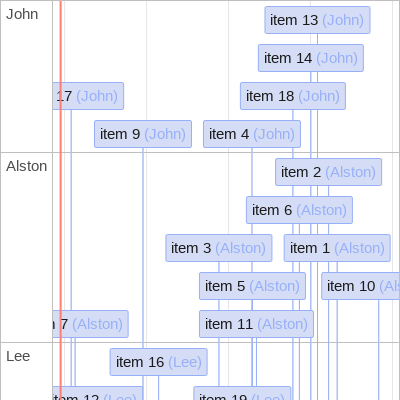 John
item 13 (John)
item 14 (John)
17 (John)
item 18 (John)
item 9 (John)
item 4 (John)
Alston
item 2 (Alston)
item 6 (Alston)
item 3 (Alston)
item 1 (Alston)
item 5 (Alston)
item 10 (Als
7 (Alston)
item 11 (Alston)
Lee
item 16 (Lee)
item 12 (Lee)
item 19 (Lee)